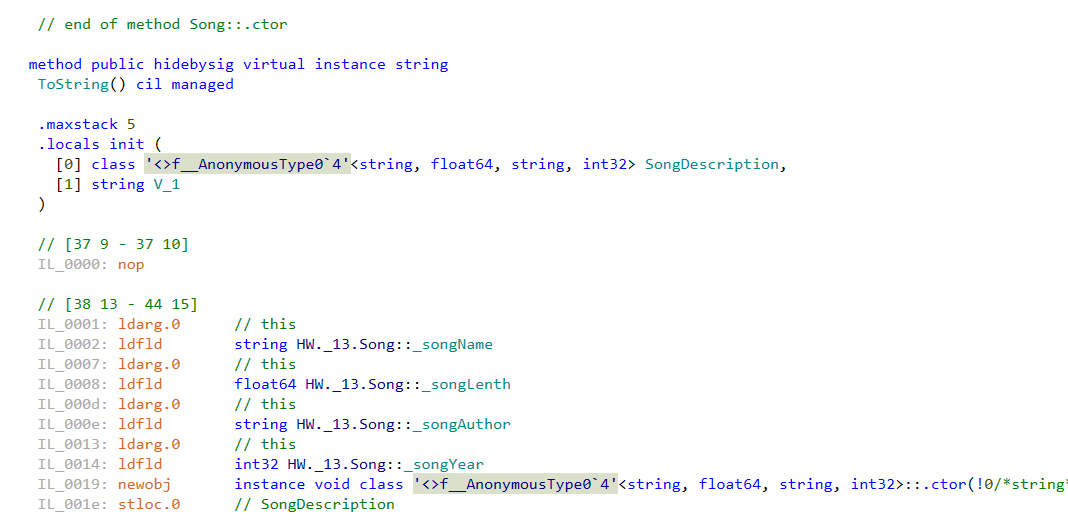 // end of method Song::.ctor
method public hidebysig virtual instance string
ToString() cil managed
.maxstack 5
.locals init (
[0] class '<>f__AnonymousType0`4'<string, float64, string, int32> SongDescription,
[1] string V_1
)
// [37 9 - 37 10]
IL_0000: nop
// [38 13 - 44 15]
IL_0001: ldarg.0 // this
IL_0002: ldfld string HW._13.Song::_songName
IL_0007: ldarg.0 // this
IL_0008: ldfld float64 HW._13.Song::_songLenth
IL_000d: ldarg.0 // this
IL_000e: ldfld string HW._13.Song::_songAuthor
IL_0013: ldarg.0 // this
IL_0014: ldfld int32 HW._13.Song::_songYear
IL_0019: newobj instance void class '<>f__AnonymousType0`4'<string, float64, string, int32>::.ctor(!0/*string*
IL_001e: stloc.0 // SongDescription